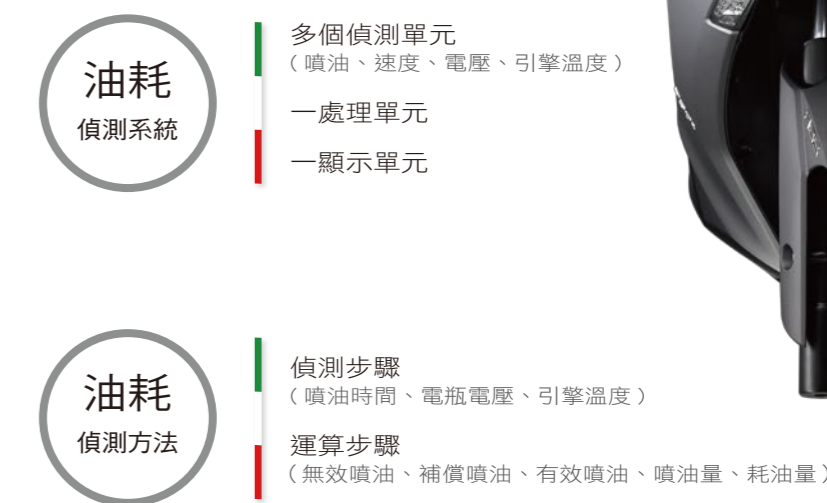 油耗
偵測系統
多個偵測單元
（噴油、速度、電壓、引擎溫度）
一處理單元
一顯示單元
油耗
偵測方法
偵測步驟
（噴油時間、電瓶電壓、引擎溫度）
運算步驟
（無效噴油、補償噴油、有效噴油、噴油量、耗油量）